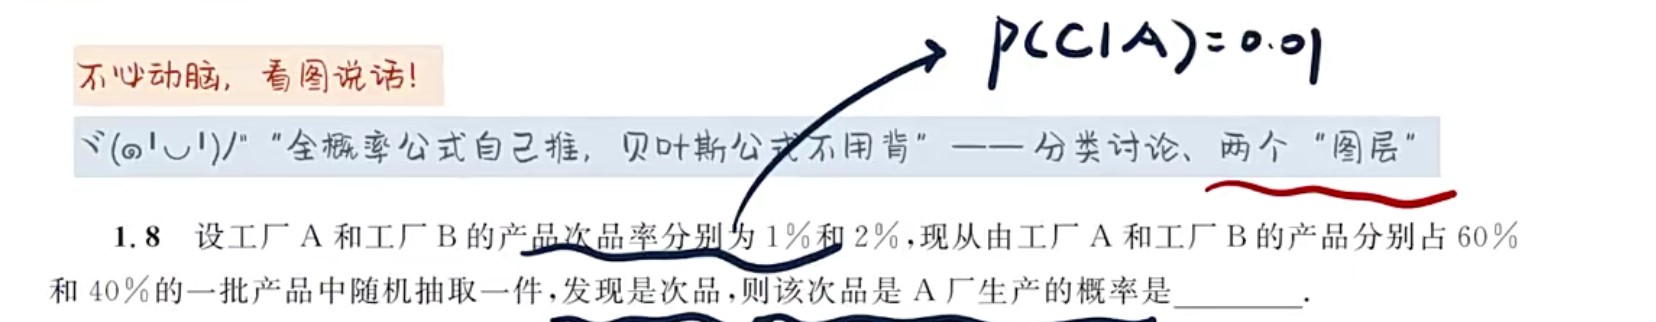 P(C|A)=0.01
不必动脑，看图说话！
ヾ(๑╹◡╹)ﾉ" “全概率公式自己推，贝叶斯公式不用背” ——分类讨论、两个“图层”
1.8 设工厂 A 和工厂 B 的产品次品率分别为 1%和 2%,现从由工厂 A 和工厂 B 的产品分别占 60%
和 40%的一批产品中随机抽取一件,发现是次品,则该次品是 A 厂生产的概率是________.